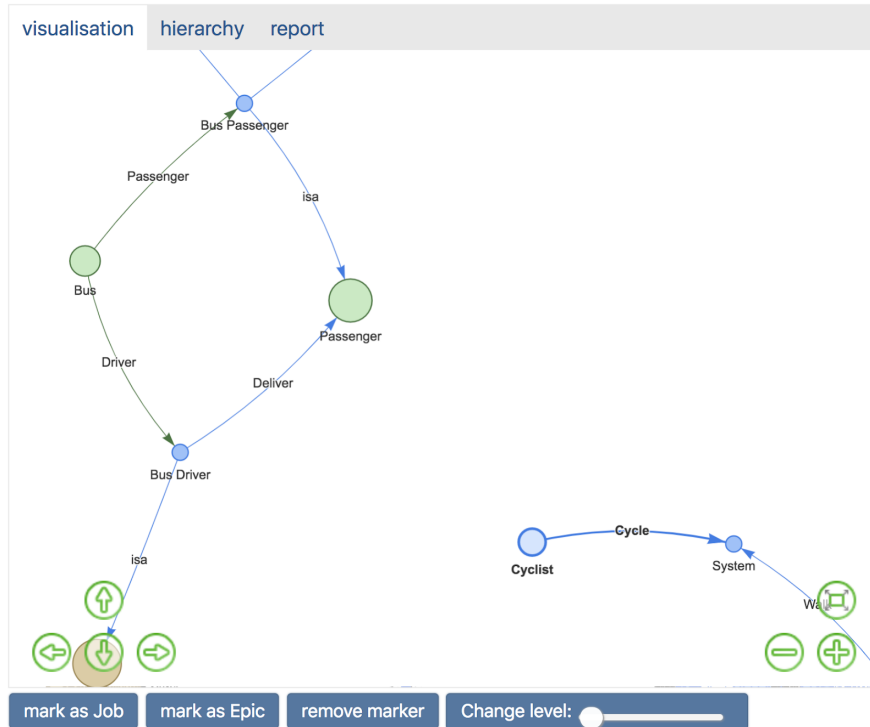 visualisation hierarchy report
Bus Passenger
Passenger
isa
Bus
Passenger
Driver
Deliver
Bus Driver
Cycle
Cyclist
System
isa
mark as Job mark as Epic remove marker Change level: